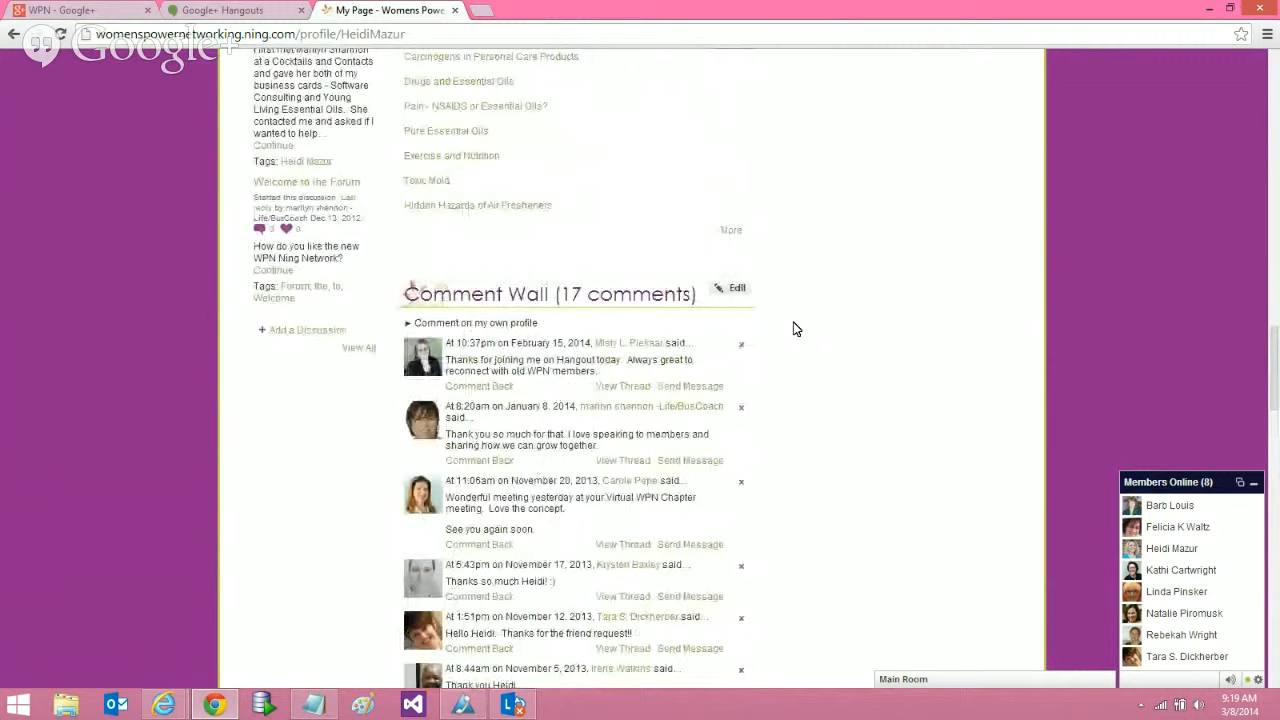 WPN - Google+
Google+ Hangouts
My Page - Womens Powe
womenspowernetworking.ning.com/profile/HeidiMazur
Google+
First met Marilyn Shannon
at a Cocktails and Contacts
and gave her both of my
business cards - Software
Consulting and Young
Living Essential Oils. She
contacted me and asked if I
wanted to help…
Continue
Tags: Heidi Mazur
Welcome to the Forum
Started this discussion. Last
reply by marilyn shannon -
Life/BusCoach Dec 13, 2012.
3 0
How do you like the new
WPN Ning Network?
Continue
Tags: Forum, the, to,
Welcome
+ Add a Discussion
View All
Carcinogens in Personal Care Products
Drugs and Essential Oils
Pain - NSAIDS or Essential Oils?
Pure Essential Oils
Exercise and Nutrition
Toxic Mold
Hidden Hazards of Air Fresheners
More
Comment Wall (17 comments)
Edit
► Comment on my own profile
At 10:37pm on February 15, 2014, Misty L. said…
Thanks for joining me on Hangout today. Always great to
reconnect with old WPN members.
Comment Back View Thread Send Message
At 8:20am on January 8, 2014, marilyn shannon -Life/BusCoach
said…
Thank you so much for that. I love speaking to members and
sharing how we can grow together.
Comment Back View Thread Send Message
At 11:06am on November 20, 2013, Carole Pepe said…
Wonderful meeting yesterday at your Virtual WPN Chapter
meeting. Love the concept.
See you again soon.
Comment Back View Thread Send Message
At 5:43pm on November 17, 2013, Krysten Baxley said…
Thanks so much Heidi! :)
Comment Back View Thread Send Message
At 1:51pm on November 12, 2013, Tara S. Dickherber said…
Hello Heidi. Thanks for the friend request!!
Comment Back View Thread Send Message
At 8:44am on November 5, 2013, Irene Watkins said…
Thank you Heidi
Members Online (8)
Barb Louis
Felicia K Waltz
Heidi Mazur
Kathi Cartwright
Linda Pinsker
Natalie Piromusk
Rebekah Wright
Tara S. Dickherber
Main Room
9:19 AM
3/8/2014